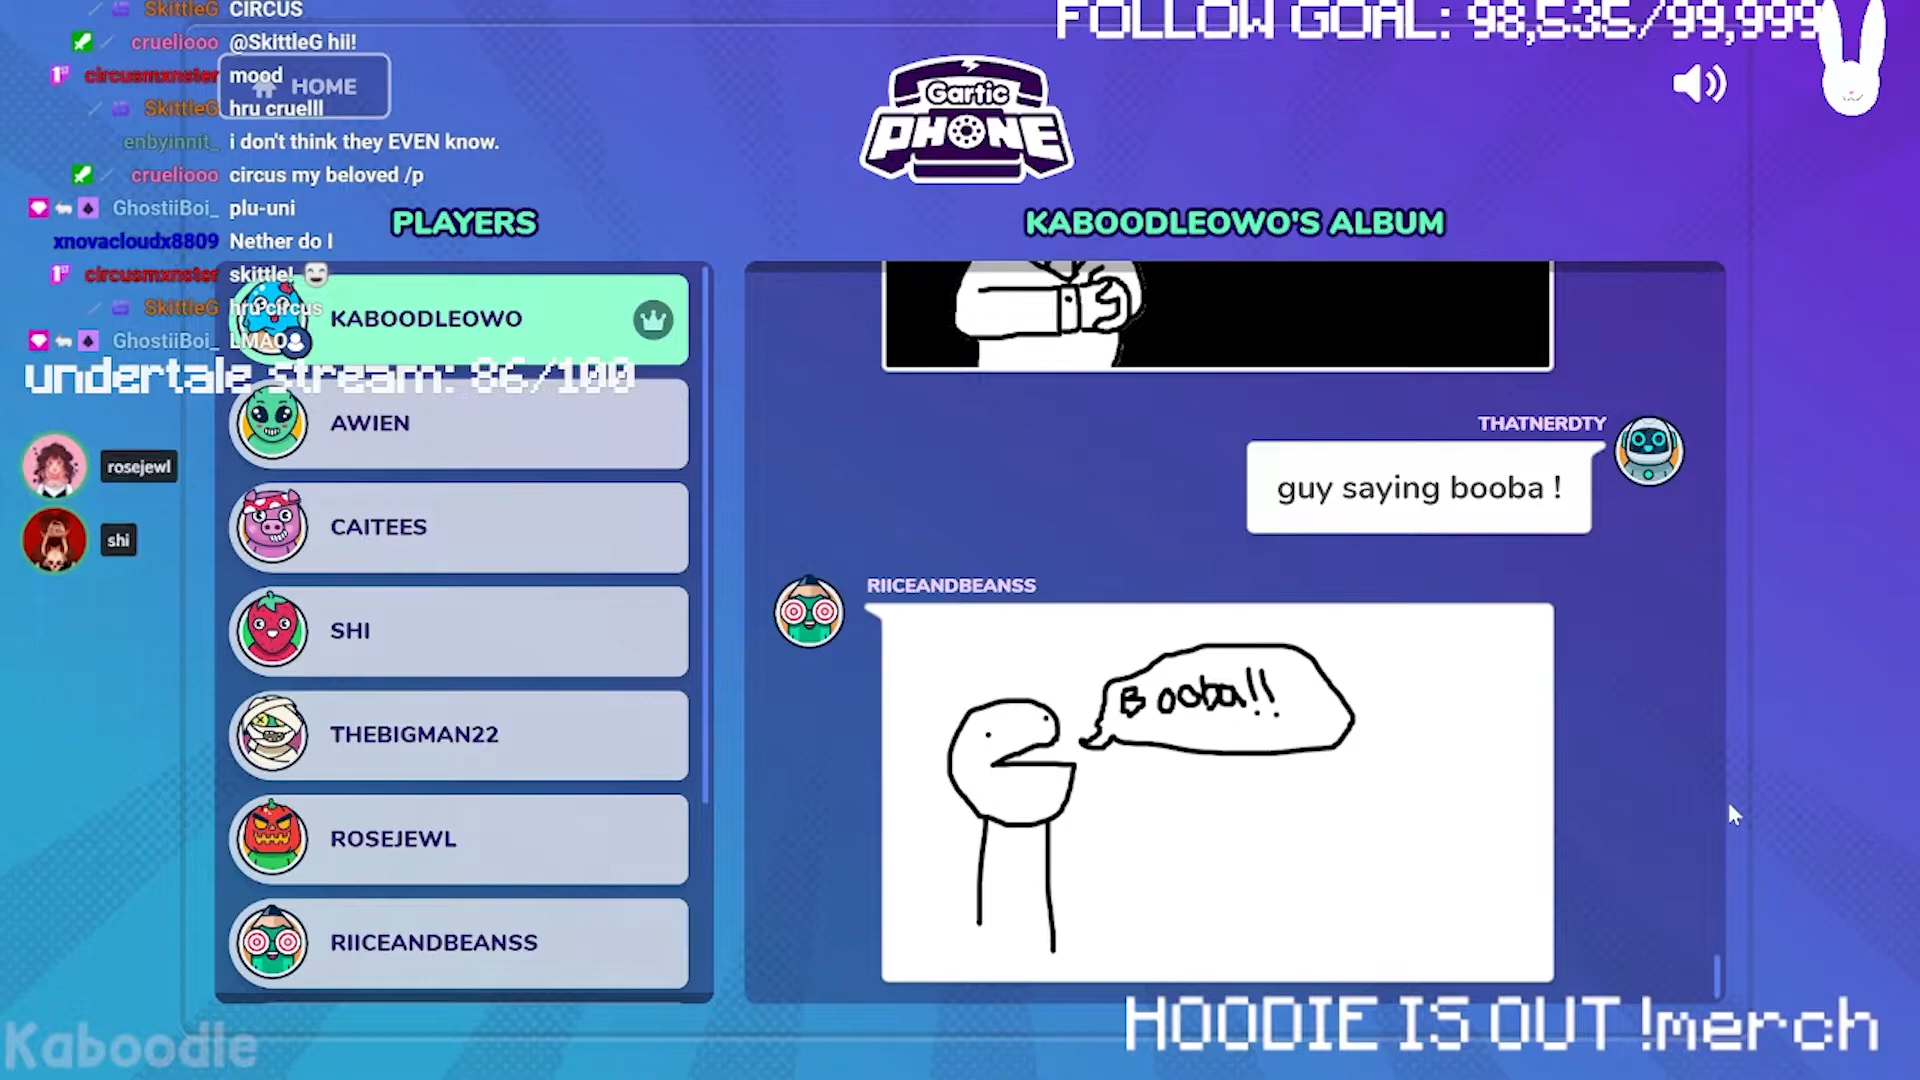 SkittleG CIRCUS
crueliooo @SkittleG hii!
circusmxnster mood
SkittleG hru cruelll
enbyinnit_ i don't think they EVEN know.
crueliooo circus my beloved /p
GhostiiBoi_ plu-uni
xnovacloudx8809 Nether do I
circusmxnster skittle!
SkittleG hru circus
GhostiiBoi_ LMAO
HOME
FOLLOW GOAL: 98,535/99,999
Gartic
PHONE
undertale stream: 86/100
rosejewl
shi
PLAYERS
KABOODLEOWO
AWIEN
CAITEES
SHI
THEBIGMAN22
ROSEJEWL
RIICEANDBEANSS
KABOODLEOWO'S ALBUM
THATNERDTY
guy saying booba !
RIICEANDBEANSS
Booba!!
HOODIE IS OUT !merch
Kaboodle